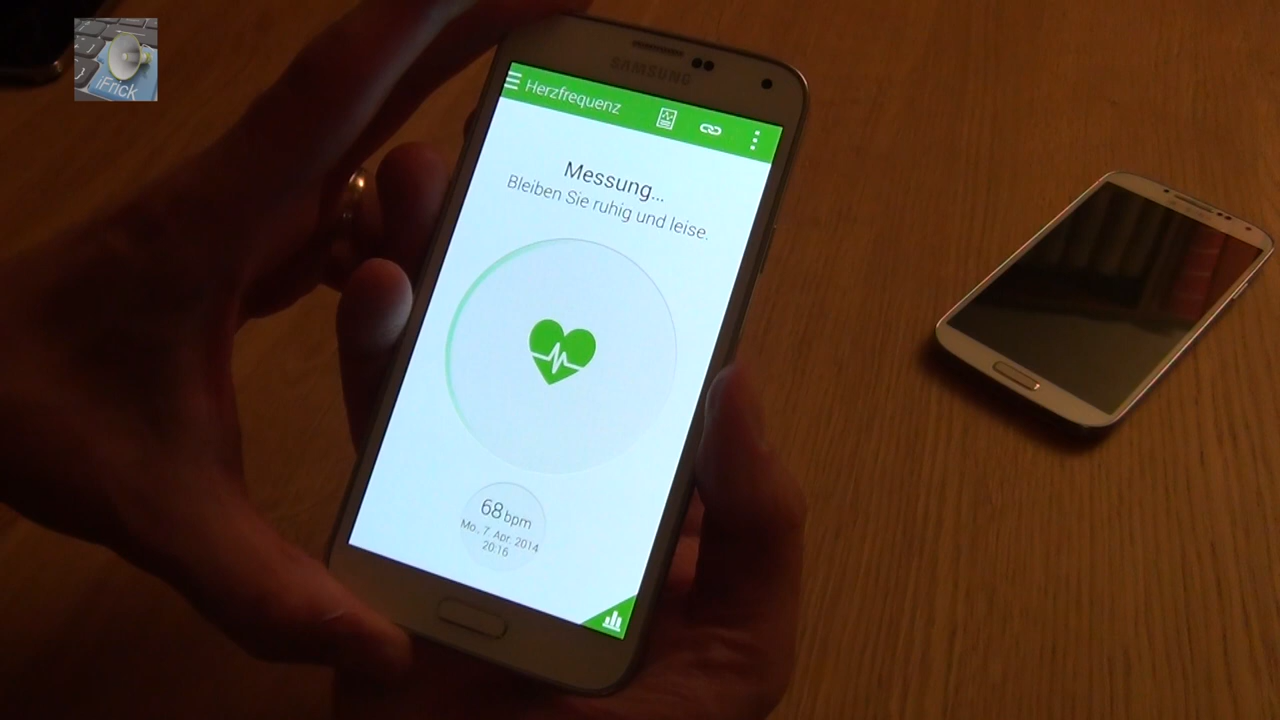 iFrick
SAMSUNG
Herzfrequenz
Messung...
Bleiben Sie ruhig und leise.
68 bpm
Mo., 7. Apr. 2014
20:16